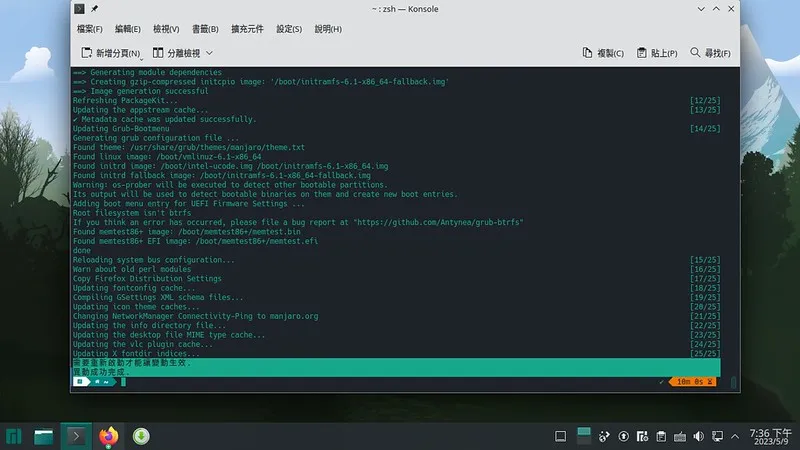 ~ : zsh — Konsole
檔案(F) 編輯(E) 檢視(V) 書籤(B) 擴充元件 設定(S) 說明(H)
新增分頁(N) 分離檢視 複製(C) 貼上(P) 尋找(F)
==> Generating module dependencies
==> Creating gzip-compressed initcpio image: '/boot/initramfs-6.1-x86_64-fallback.img'
==> Image generation successful
Refreshing PackageKit... [12/25]
Updating the appstream cache... [13/25]
✔ Metadata cache was updated successfully.
Updating Grub-Bootmenu [14/25]
Generating grub configuration file ...
Found theme: /usr/share/grub/themes/manjaro/theme.txt
Found linux image: /boot/vmlinuz-6.1-x86_64
Found initrd image: /boot/intel-ucode.img /boot/initramfs-6.1-x86_64.img
Found initrd fallback image: /boot/initramfs-6.1-x86_64-fallback.img
Warning: os-prober will be executed to detect other bootable partitions.
Its output will be used to detect bootable binaries on them and create new boot entries.
Adding boot menu entry for UEFI Firmware Settings ...
Root filesystem isn't btrfs
If you think an error has occurred, please file a bug report at "https://github.com/Antynea/grub-btrfs"
Found memtest86+ image: /boot/memtest86+/memtest.bin
Found memtest86+ EFI image: /boot/memtest86+/memtest.efi
done
Reloading system bus configuration... [15/25]
Warn about old perl modules [16/25]
Copy Firefox Distribution Settings [17/25]
Updating fontconfig cache... [18/25]
Compiling GSettings XML schema files... [19/25]
Updating icon theme caches... [20/25]
Changing NetworkManager Connectivity-Ping to manjaro.org [21/25]
Updating the info directory file... [22/25]
Updating the desktop file MIME type cache... [23/25]
Updating the vlc plugin cache... [24/25]
Updating X fontdir indices... [25/25]
需要重新啟動才能讓變動生效.
異動成功完成.
~ ✔ 10m 0s
7:36 下午
2023/5/9